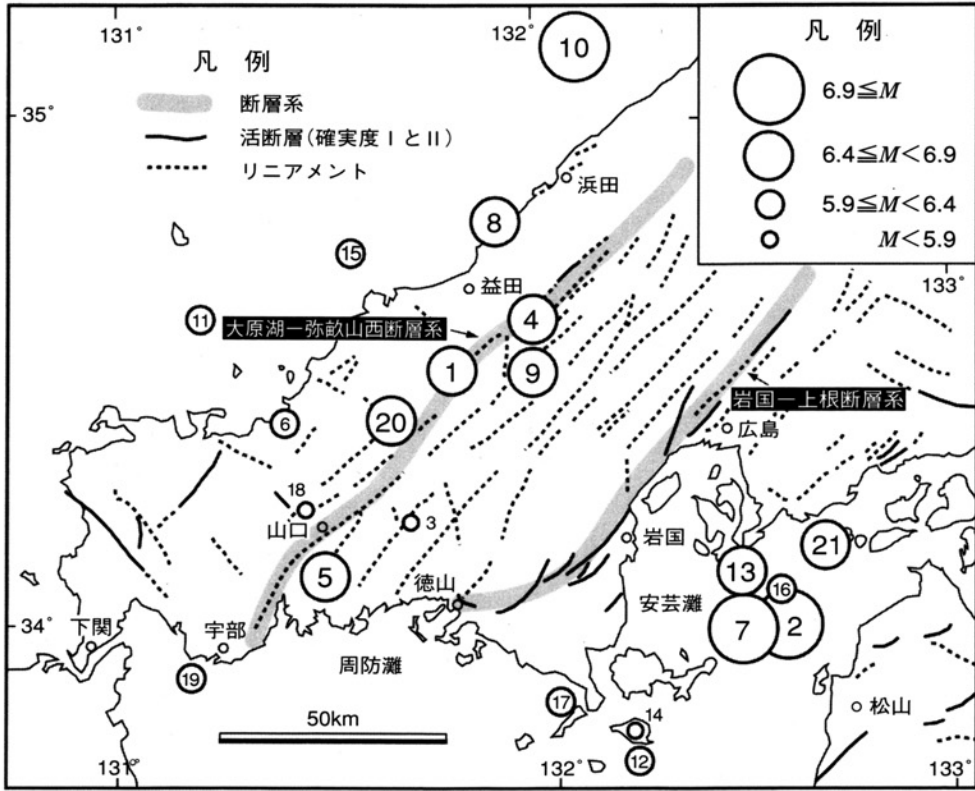 131°
132°
凡 例
断層系
活断層(確実度ⅠとⅡ)
リニアメント
35°
凡 例
6.9≦M
6.4≦M<6.9
5.9≦M<6.4
M<5.9
133°
10
浜田
8
15
益田
11
大原湖−弥畝山西断層系
4
1
9
岩国−上根断層系
20
6
広島
18
3
山口
5
岩国
21
13
徳山
安芸灘
16
7
2
34°
下関
宇部
周防灘
19
17
14
松山
12
50km
131°
132°
133°